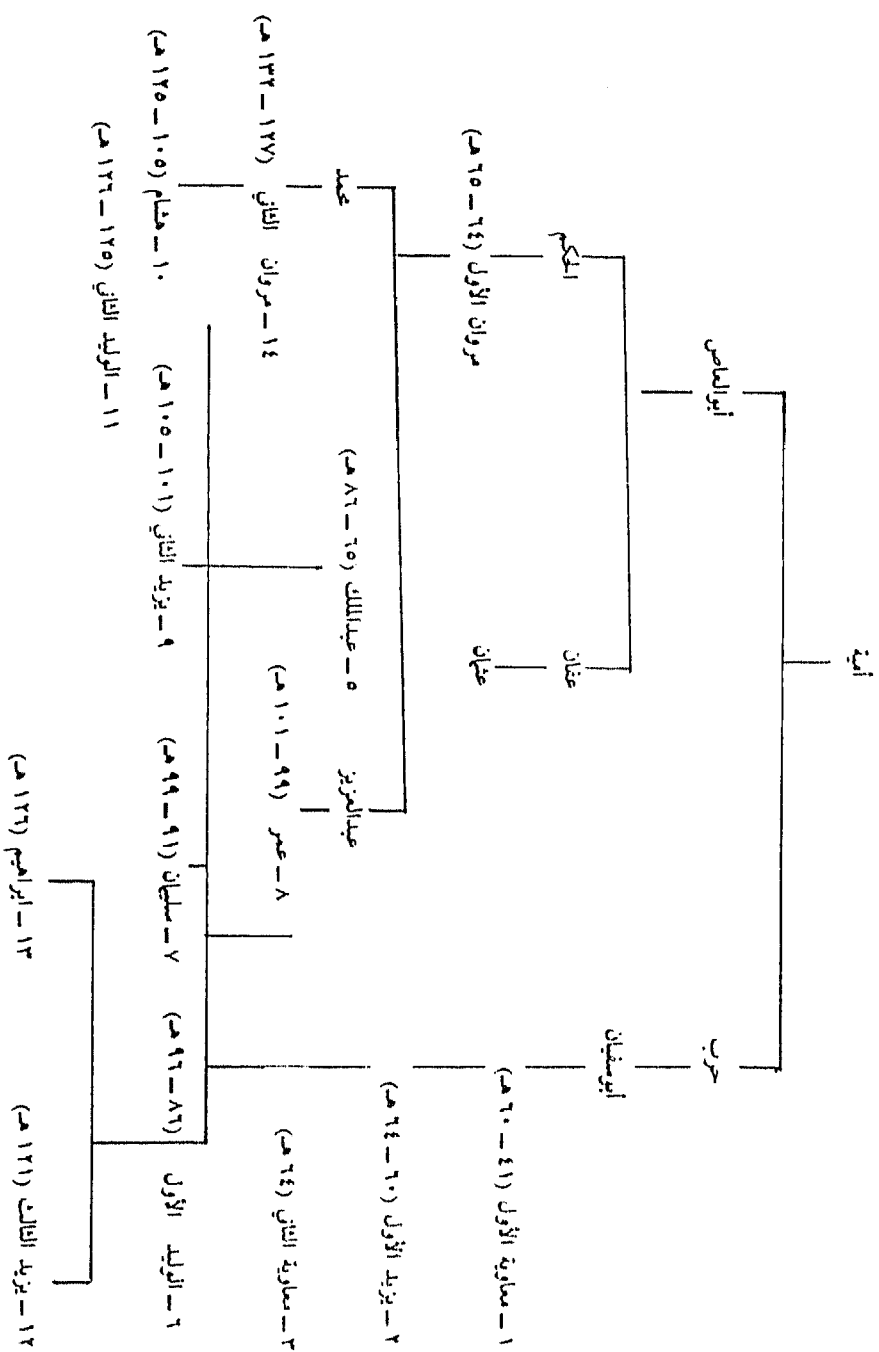 أمية
حرب
أبو العاص
أبو سفيان
عفان
الحكم
١ — معاوية الأول (٤١ — ٦٠ هـ)
عثمان
مروان الأول (٦٤ — ٦٥ هـ)
٢ — يزيد الأول (٦٠ — ٦٤ هـ)
عبدالعزيز
٥ — عبدالملك (٦٥ — ٨٦ هـ)
محمد
٣ — معاوية الثاني (٦٤ هـ)
٨ — عمر (٩٩ — ١٠١ هـ)
١٤ — مروان الثاني (١٢٧ — ١٣٢ هـ)
٦ — الوليد الأول (٨٦ — ٩٦ هـ)
٧ — سليمان (٩٦ — ٩٩ هـ)
٩ — يزيد الثاني (١٠١ — ١٠٥ هـ)
١٠ — هشام (١٠٥ — ١٢٥ هـ)
١١ — الوليد الثاني (١٢٥ — ١٢٦ هـ)
١٢ — يزيد الثالث (١٢٦ هـ)
١٣ — ابراهيم (١٢٦ هـ)